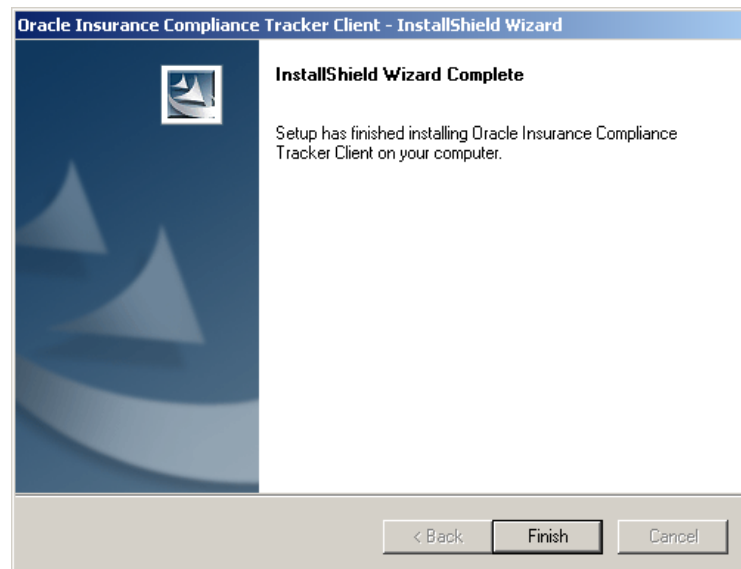 Oracle Insurance Compliance Tracker Client - InstallShield Wizard
InstallShield Wizard Complete
Setup has finished installing Oracle Insurance Compliance
Tracker Client on your computer.
< Back
Finish
Cancel